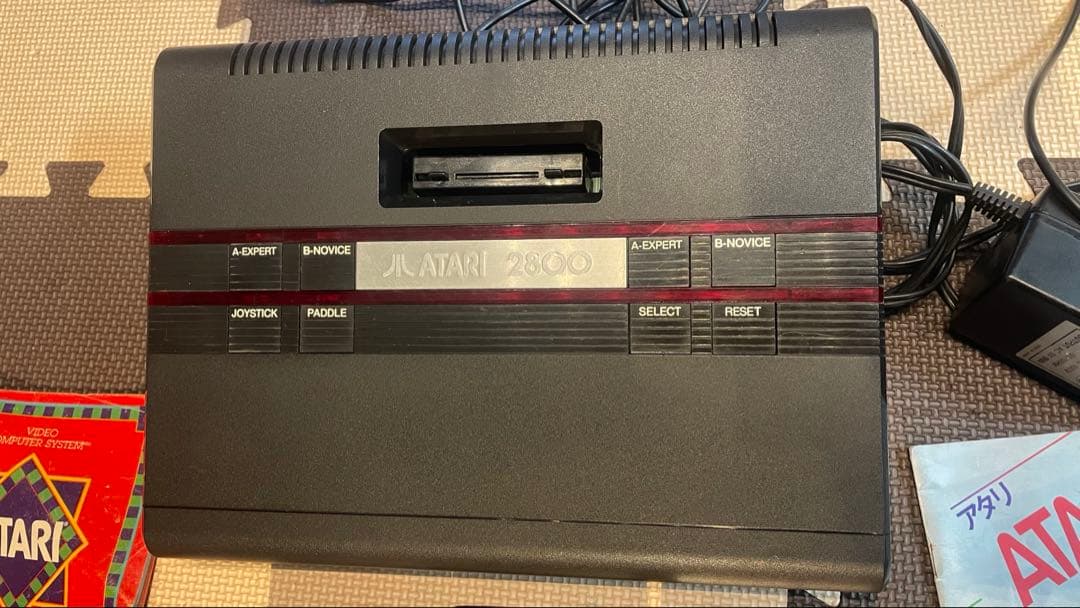 A-EXPERT
B-NOVICE
ATARI 2800
A-EXPERT
B-NOVICE
JOYSTICK
PADDLE
SELECT
RESET
VIDEO
COMPUTER SYSTEM
ATARI
アタリ
ATA